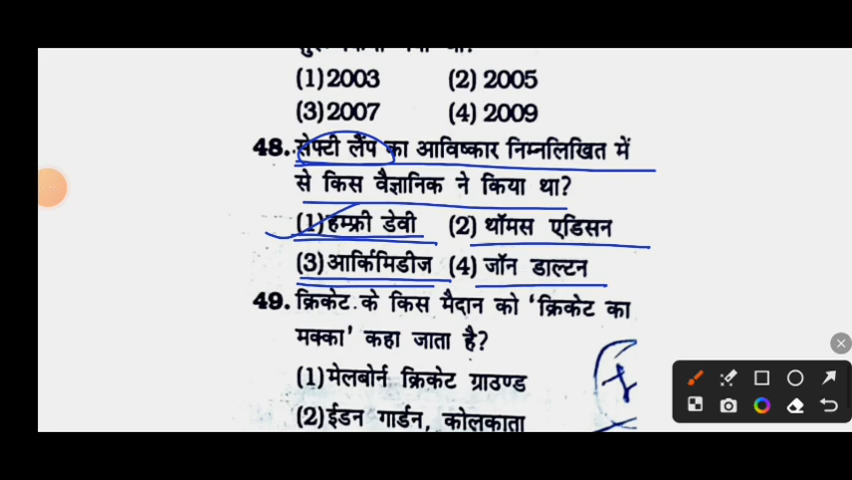 (1) 2003 (2) 2005
(3) 2007 (4) 2009
48. सेफ्टी लैंप का आविष्कार निम्नलिखित में
से किस वैज्ञानिक ने किया था?
(1) हम्फ्री डेवी (2) थॉमस एडिसन
(3) आर्किमिडीज (4) जॉन डाल्टन
49. क्रिकेट के किस मैदान को 'क्रिकेट का
मक्का' कहा जाता है?
(1) मेलबोर्न क्रिकेट ग्राउण्ड
(2) ईडन गार्डन, कोलकाता